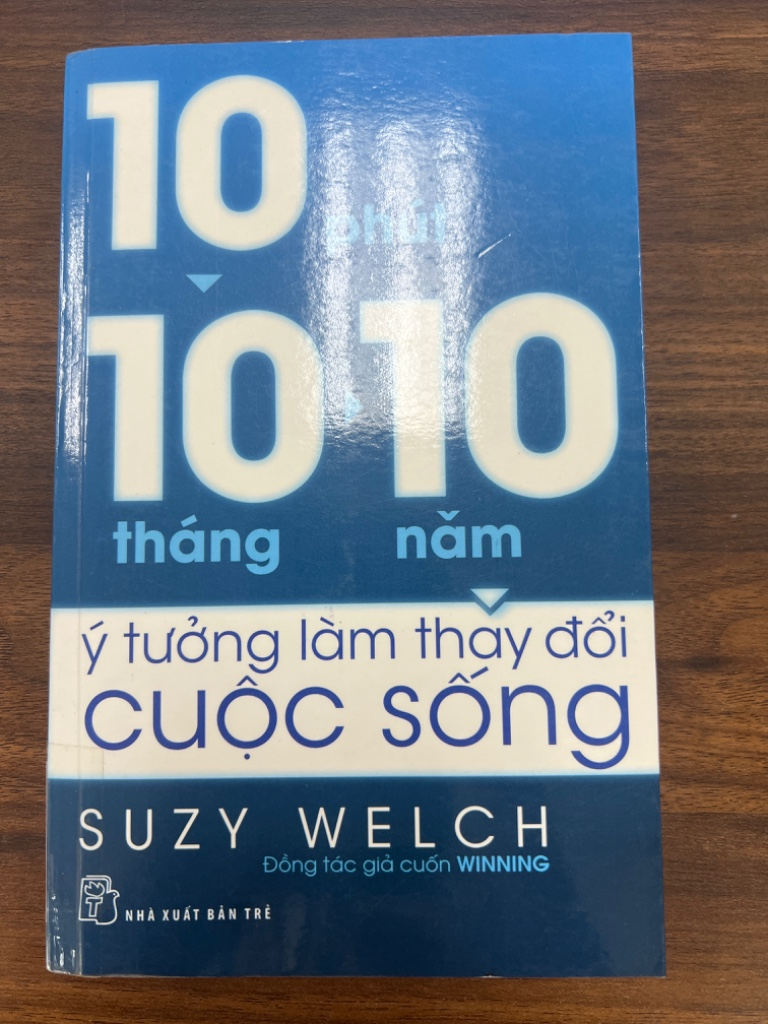 10 phút
10 10
tháng năm
ý tưởng làm thay đổi
cuộc sống
SUZY WELCH
Đồng tác giả cuốn WINNING
NHÀ XUẤT BẢN TRẺ